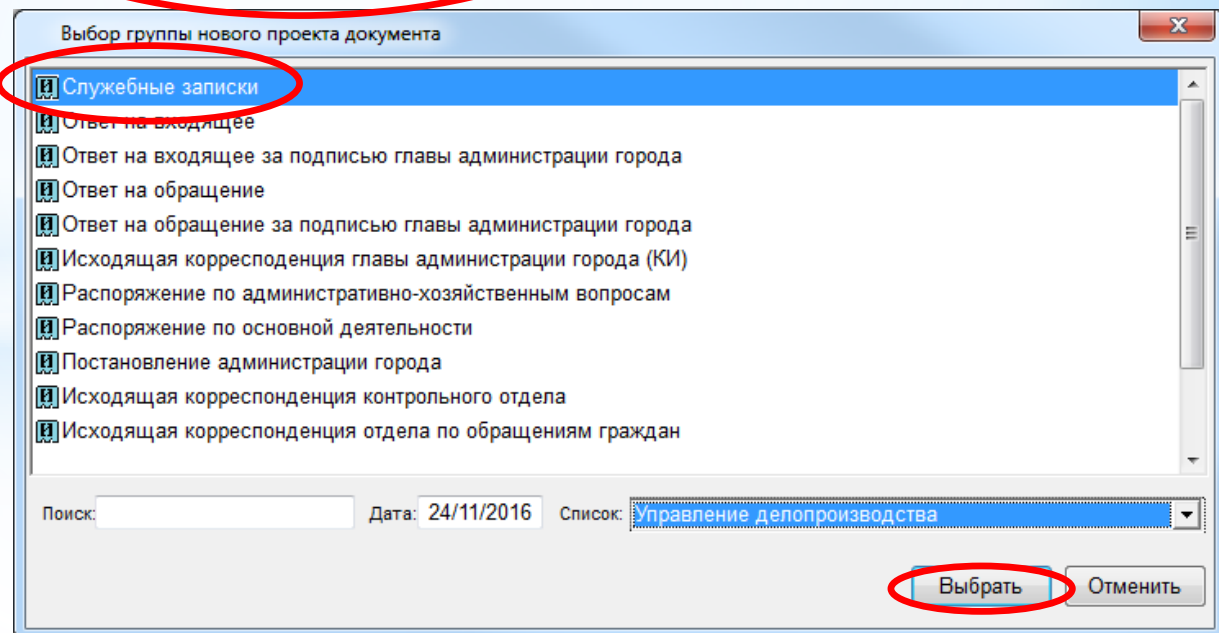 Выбор группы нового проекта документа
Служебные записки
Ответ на входящее
Ответ на входящее за подписью главы администрации города
Ответ на обращение
Ответ на обращение за подписью главы администрации города
Исходящая корресподенция главы администрации города (КИ)
Распоряжение по административно-хозяйственным вопросам
Распоряжение по основной деятельности
Постановление администрации города
Исходящая корреспонденция контрольного отдела
Исходящая корреспонденция отдела по обращениям граждан
Поиск: Дата: 24/11/2016 Список: Управление делопроизводства
Выбрать Отменить